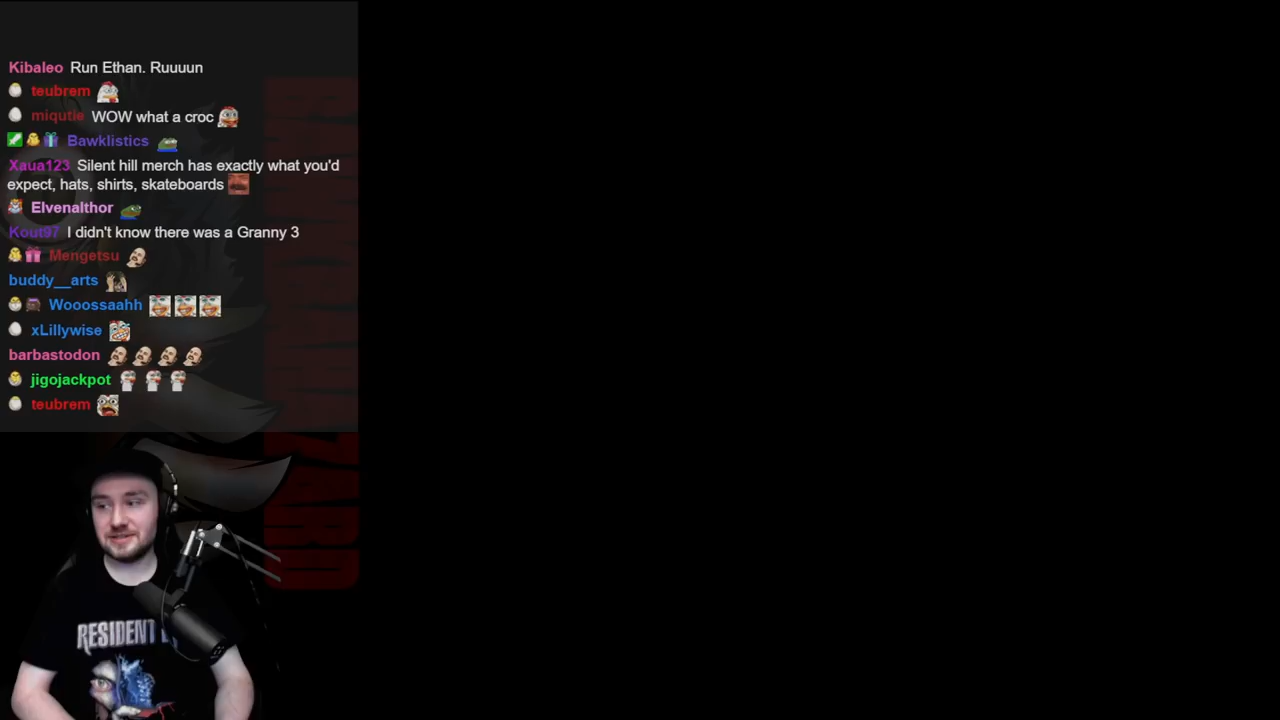 Kibaleo Run Ethan. Ruuuun
teubrem
miqutie WOW what a croc
Bawklistics
Xaua123 Silent hill merch has exactly what you'd
expect, hats, shirts, skateboards
Elvenalthor
Kout97 I didn't know there was a Granny 3
Mengetsu
buddy__arts
Wooossaahh
xLillywise
barbastodon
jigojackpot
teubrem
RESIDENT